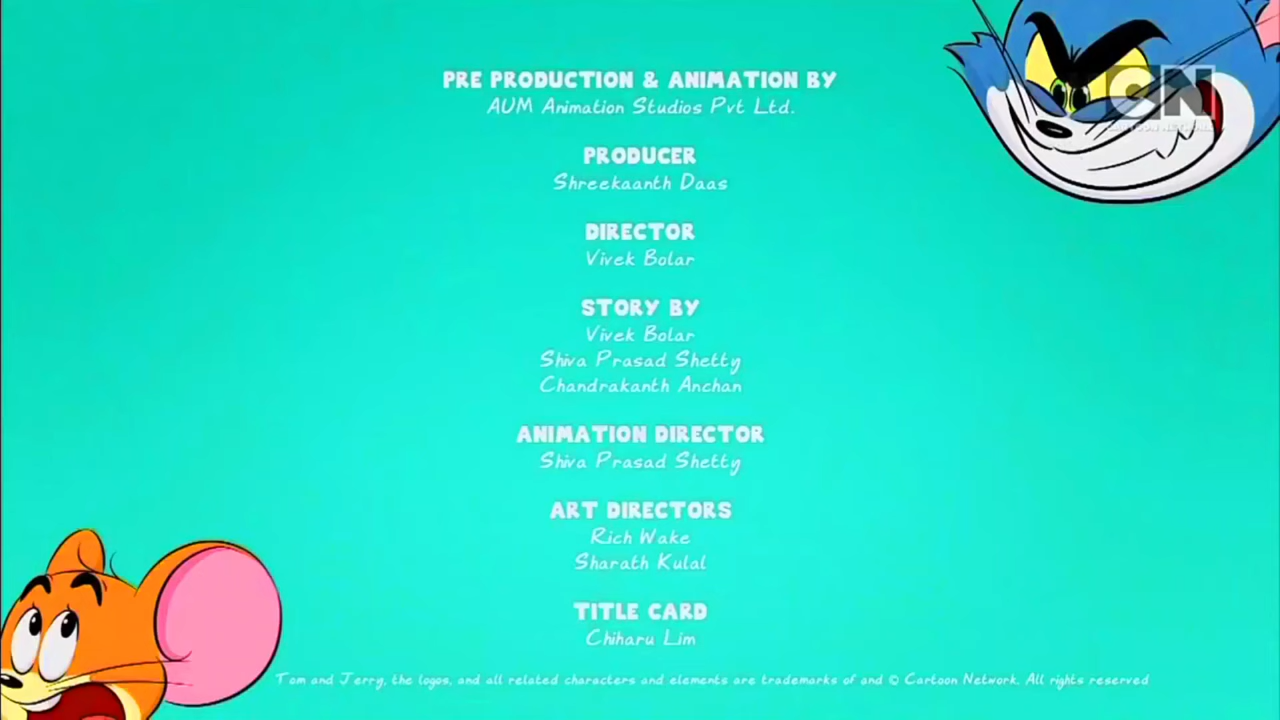 PRE PRODUCTION & ANIMATION BY
AUM Animation Studios Pvt Ltd.
PRODUCER
Shreekaanth Daas
DIRECTOR
Vivek Bolar
STORY BY
Vivek Bolar
Shiva Prasad Shetty
Chandrakanth Anchan
ANIMATION DIRECTOR
Shiva Prasad Shetty
ART DIRECTORS
Rich Wake
Sharath Kulal
TITLE CARD
Chiharu Lim
Tom and Jerry, the logos, and all related characters and elements are trademarks of and © Cartoon Network. All rights reserved
CN
CARTOON NETWORK